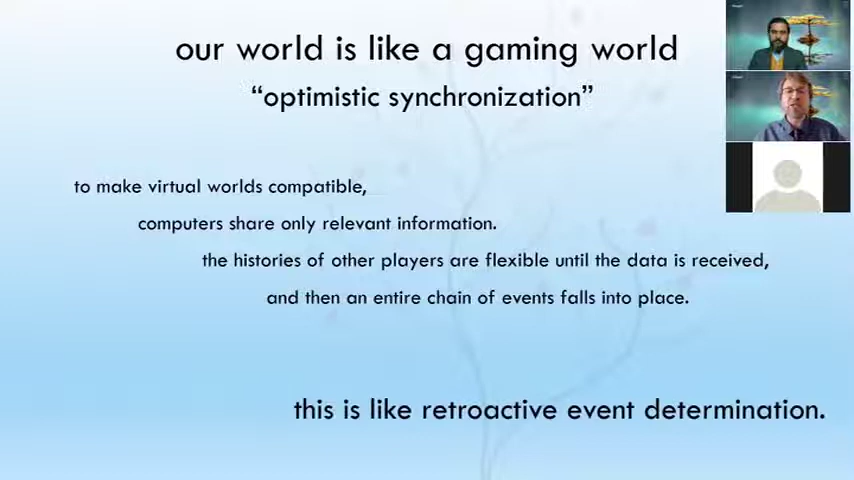 our world is like a gaming world
“optimistic synchronization”
to make virtual worlds compatible,
computers share only relevant information.
the histories of other players are flexible until the data is received,
and then an entire chain of events falls into place.
this is like retroactive event determination.